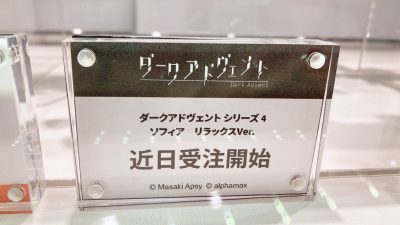 ダークアドヴェント
Dark Advent
ダークアドヴェント シリーズ 4
ソフィア リラックスVer.
近日受注開始
© Masaki Apsy © alphamax